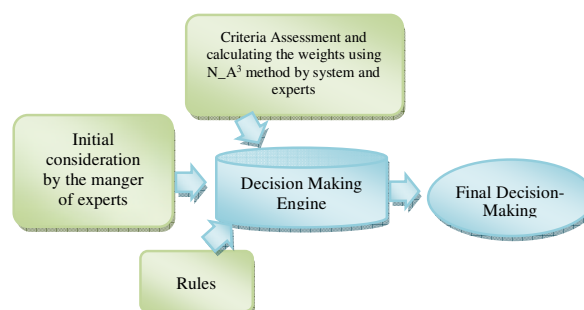 Criteria Assessment and
calculating the weights using
N_A³ method by system and
experts
Initial
consideration
by the manger
of experts
Decision Making
Engine
Final Decision-
Making
Rules